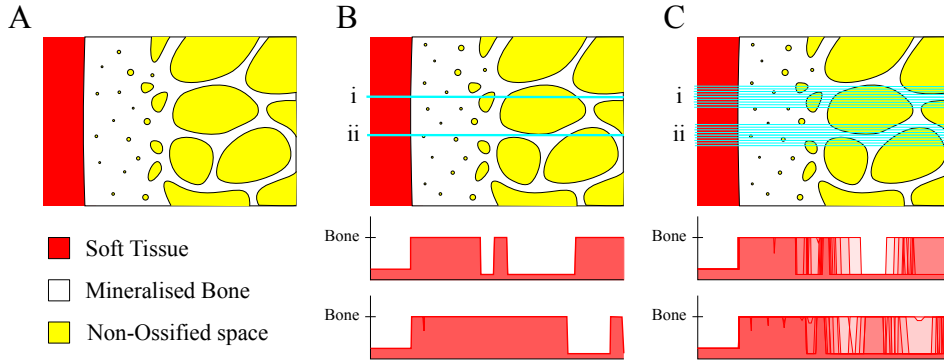 A
B
C
i
ii
i
ii
Soft Tissue
Mineralised Bone
Non-Ossified space
Bone
Bone
Bone
Bone